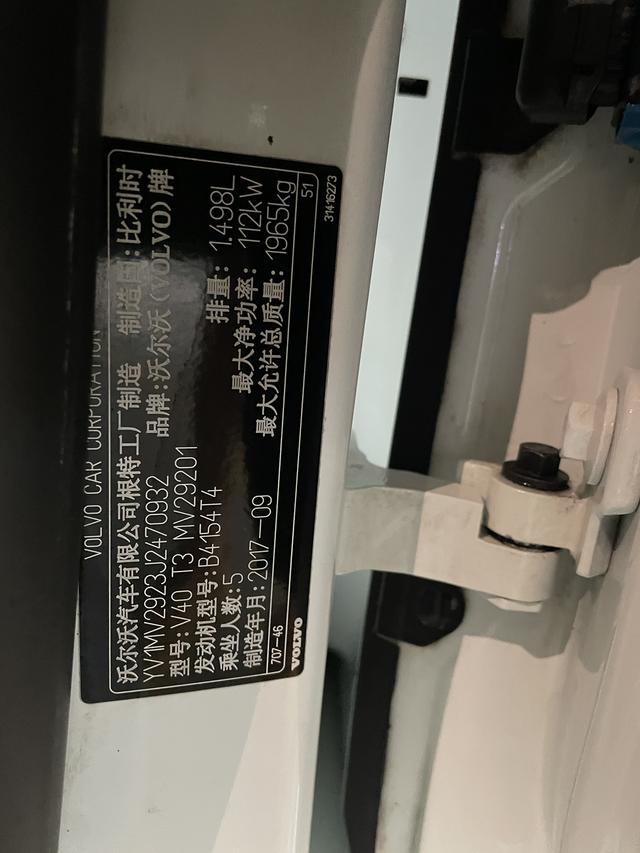 VOLVO CAR CORPORATION
沃尔沃汽车有限公司根特工厂制造 制造国:比利时
YV1MV2923J2470932 品牌:沃尔沃(VOLVO)牌
型号:V40 T3 MV29201
发动机型号:B4154T4 排量: 1.498L
乘坐人数:5 最大净功率: 112kW
制造年月:2017-09 最大允许总质量: 1965kg
707-46 51
VOLVO 31416273